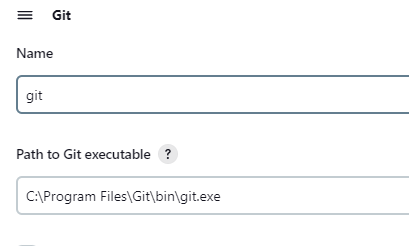 Git
Name
git
Path to Git executable ?
C:\Program Files\Git\bin\git.exe